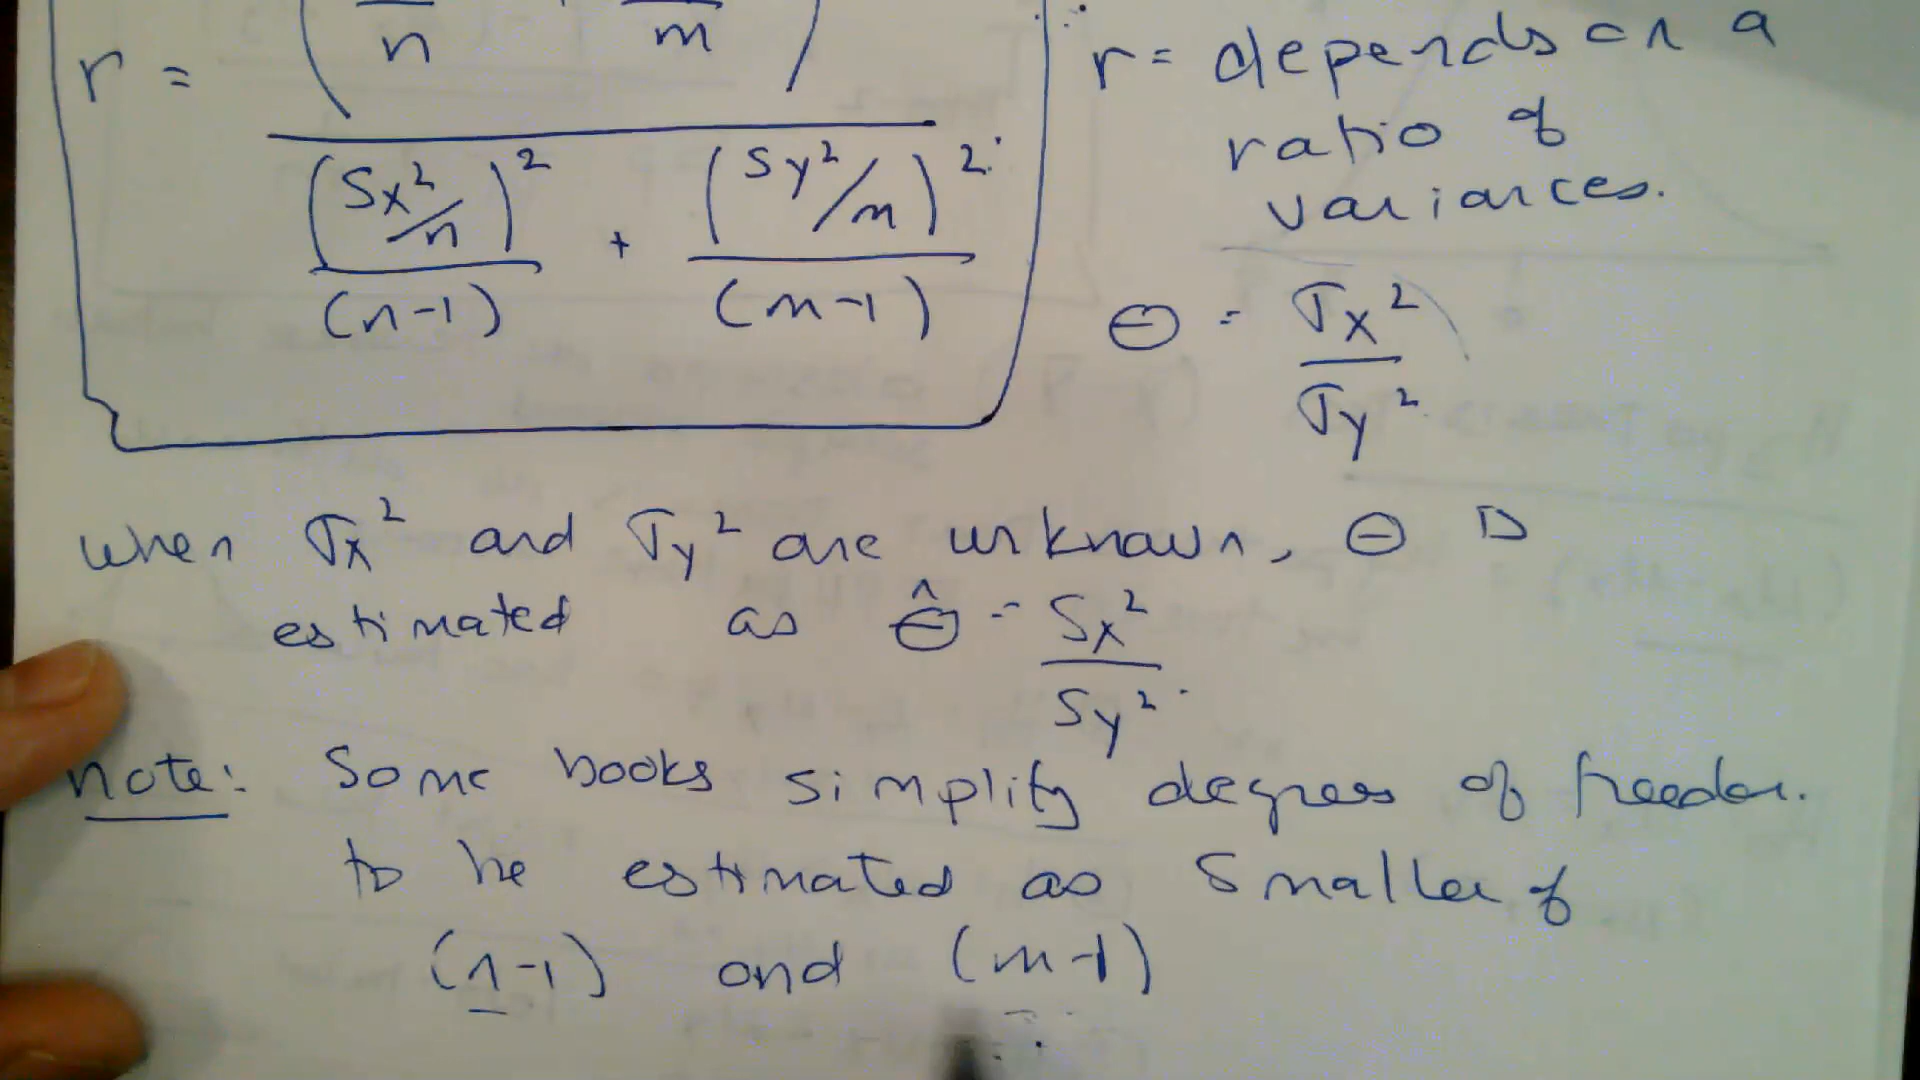 r = ( / n + / m )
(Sx²/n)² / (n-1) + (Sy²/m)² / (m-1)
r = depends on a
ratio of
variances.
θ = σx² / σy²
when σx² and σy² are unknown, θ is
estimated as θ̂ = Sx² / Sy².
note: Some books simplify degrees of freedom.
to be estimated as smaller of
(n-1) and (m-1)